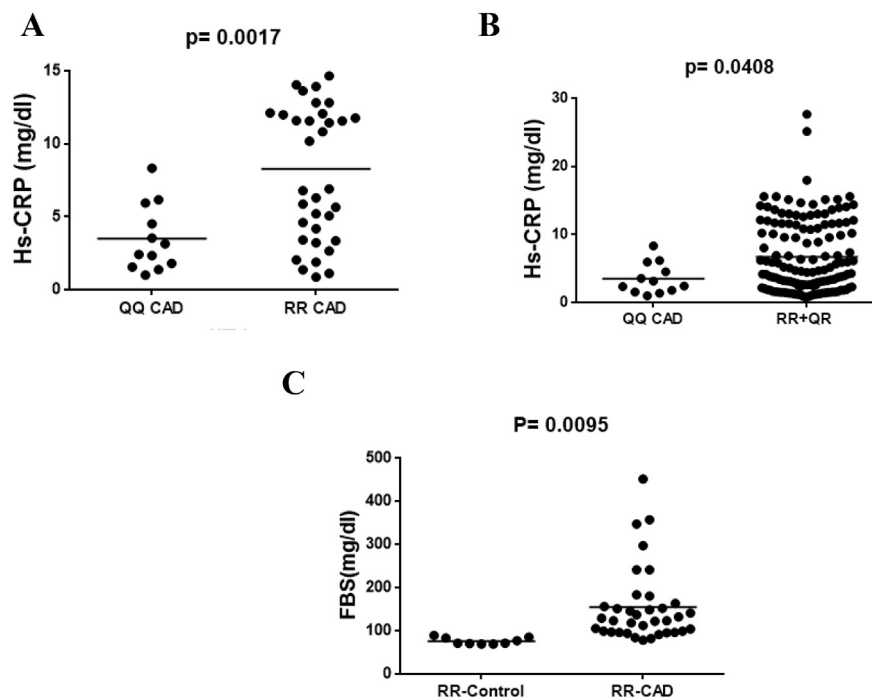 A
p= 0.0017
Hs-CRP (mg/dl)
15
10
5
0
QQ CAD
RR CAD
B
p= 0.0408
Hs-CRP (mg/dl)
30
20
10
0
QQ CAD
RR+QR
C
P= 0.0095
FBS(mg/dl)
500
400
300
200
100
0
RR-Control
RR-CAD